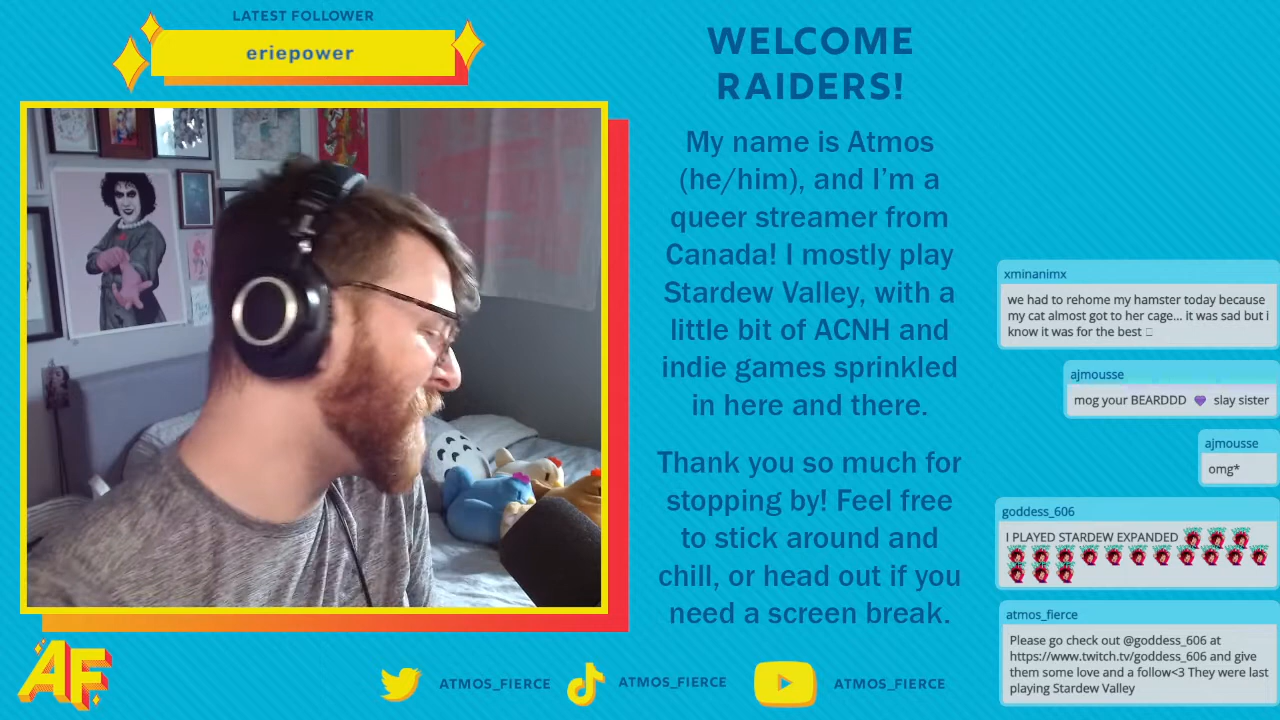 LATEST FOLLOWER
eriepower
WELCOME
RAIDERS!
My name is Atmos
(he/him), and I'm a
queer streamer from
Canada! I mostly play
Stardew Valley, with a
little bit of ACNH and
indie games sprinkled
in here and there.
Thank you so much for
stopping by! Feel free
to stick around and
chill, or head out if you
need a screen break.
xminanimx
we had to rehome my hamster today because
my cat almost got to her cage... it was sad but i
know it was for the best
ajmousse
mog your BEARDDD 💜 slay sister
ajmousse
omg*
goddess_606
I PLAYED STARDEW EXPANDED
atmos_fierce
Please go check out @goddess_606 at
https://www.twitch.tv/goddess_606 and give
them some love and a follow<3 They were last
playing Stardew Valley
AF
ATMOS_FIERCE
ATMOS_FIERCE
ATMOS_FIERCE